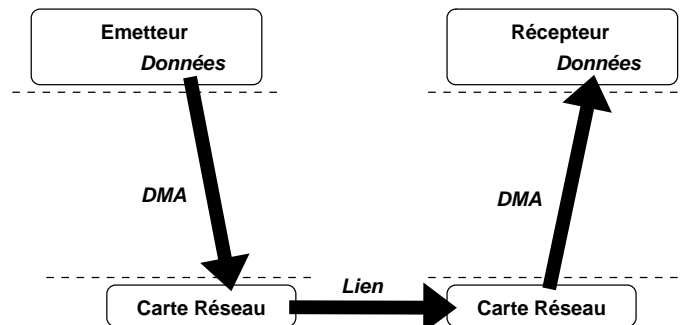 Emetteur
Données
Récepteur
Données
DMA
DMA
Lien
Carte Réseau
Carte Réseau